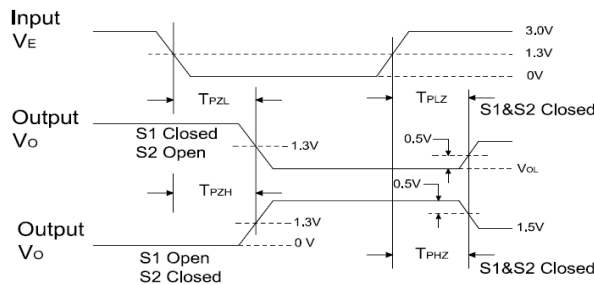 Input
VE
3.0V
1.3V
0V
TPZL
TPLZ
S1&S2 Closed
Output
VO
S1 Closed
S2 Open
1.3V
0.5V
VOL
TPZH
0.5V
Output
VO
1.3V
0 V
1.5V
S1 Open
S2 Closed
TPHZ
S1&S2 Closed